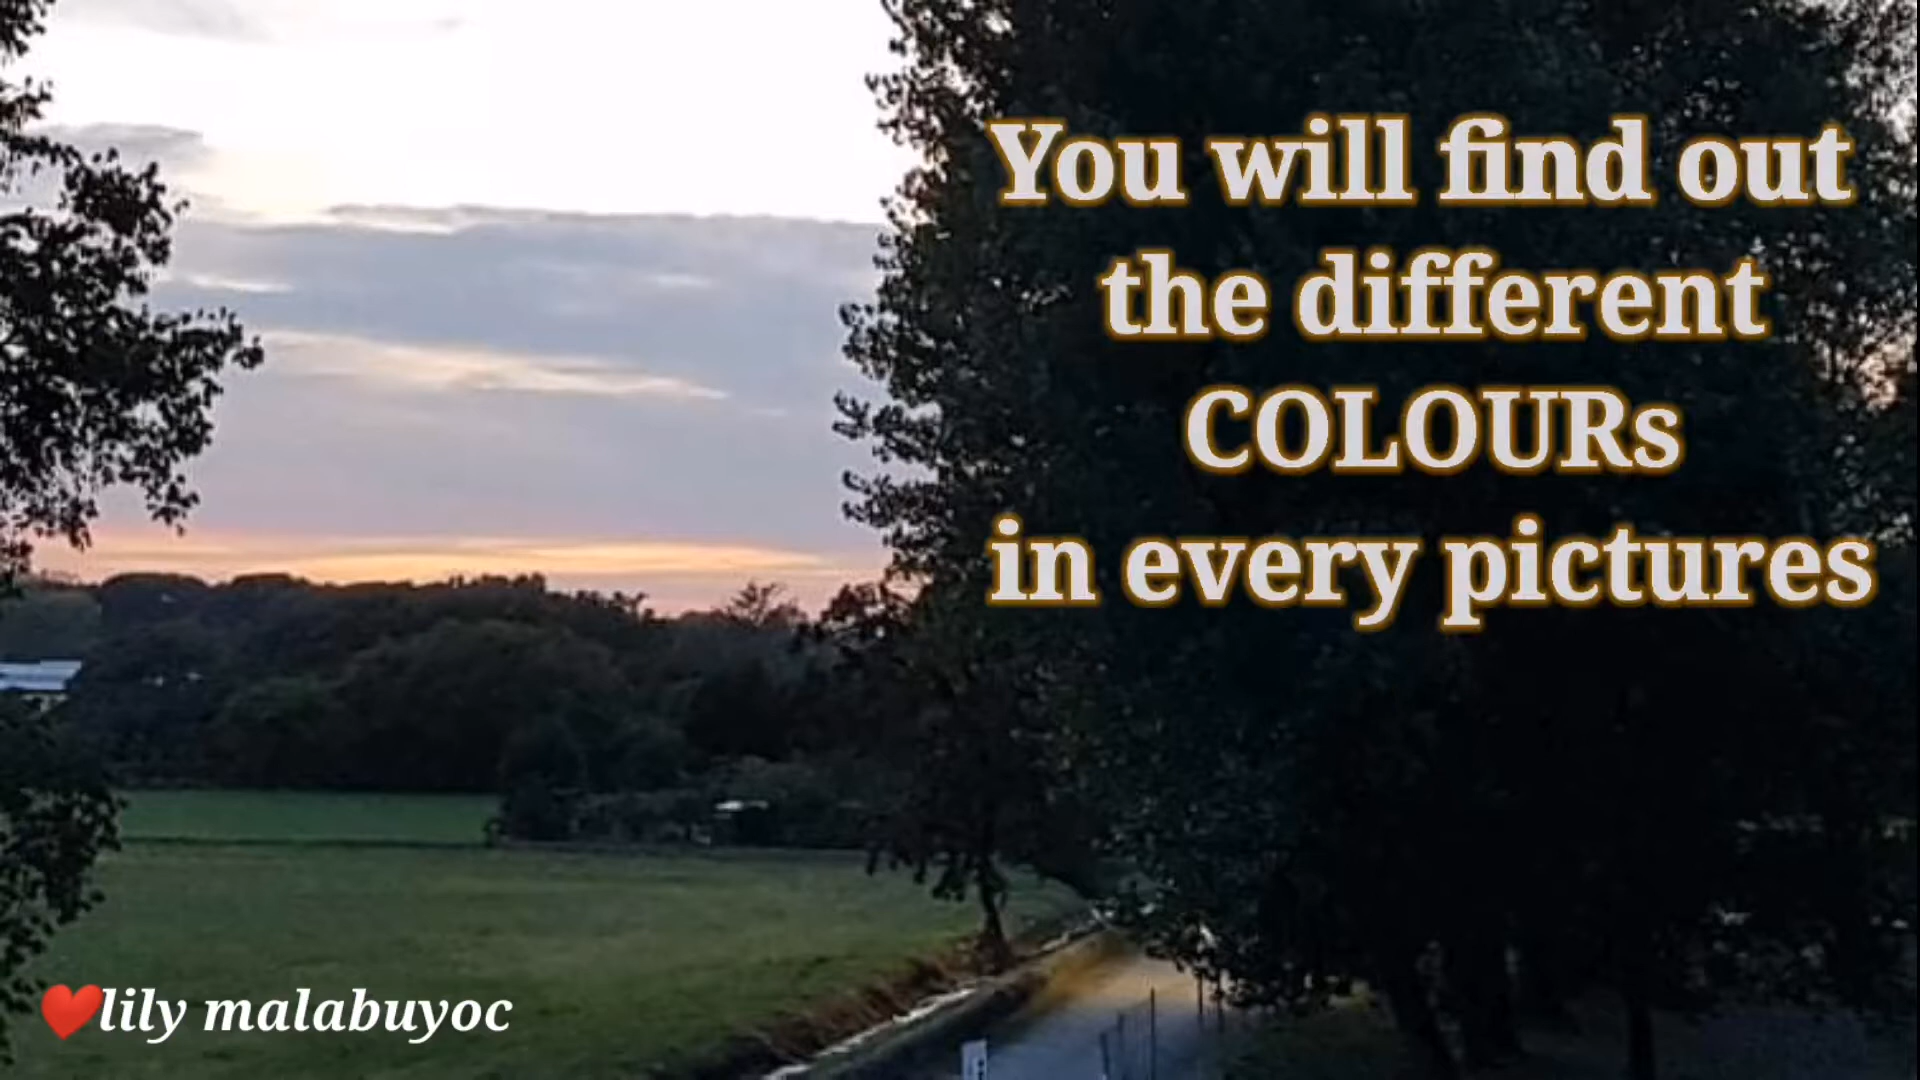 You will find out
the different
COLOURs
in every pictures
❤️lily malabuyoc